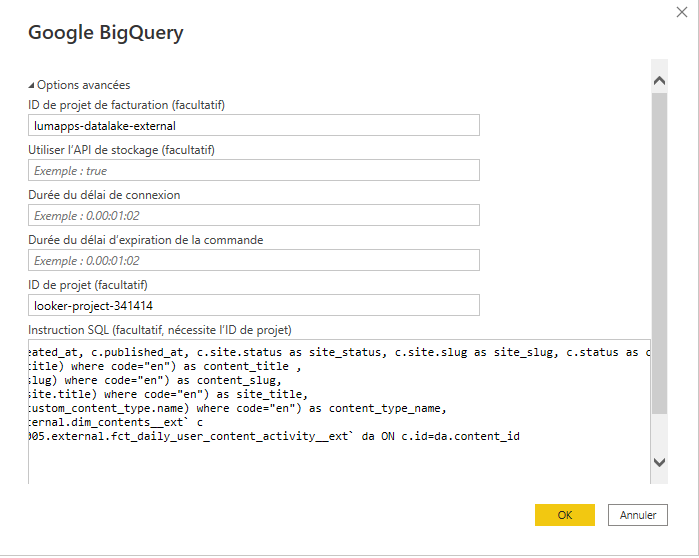 Google BigQuery
Options avancées
ID de projet de facturation (facultatif)
lumapps-datalake-external
Utiliser l'API de stockage (facultatif)
Exemple : true
Durée du délai de connexion
Exemple : 0.00:01:02
Durée du délai d'expiration de la commande
Exemple : 0.00:01:02
ID de projet (facultatif)
looker-project-341414
Instruction SQL (facultatif, nécessite l'ID de projet)
eated_at, c.published_at, c.site.status as site_status, c.site.slug as site_slug, c.status as c
title) where code="en") as content_title ,
slug) where code="en") as content_slug,
site.title) where code="en") as site_title,
custom_content_type.name) where code="en") as content_type_name,
ternal.dim_contents__ext` c
005.external.fct_daily_user_content_activity__ext` da ON c.id=da.content_id
OK
Annuler